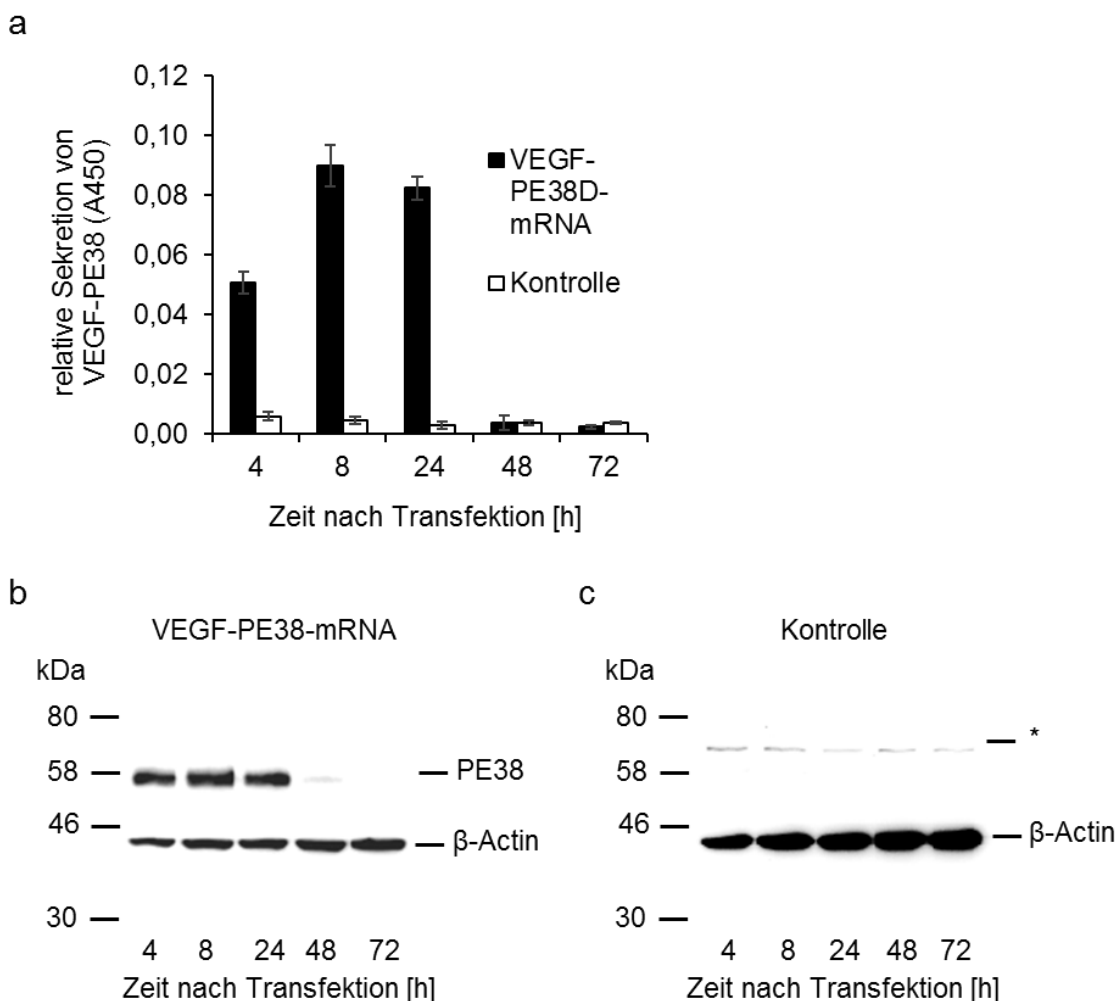 a
relative Sekretion von
VEGF-PE38 (A450)
0,12
0,10
0,08
0,06
0,04
0,02
0,00
4 8 24 48 72
Zeit nach Transfektion [h]
VEGF-
PE38D-
mRNA
Kontrolle
b
VEGF-PE38-mRNA
kDa
80
58
46
30
PE38
β-Actin
4 8 24 48 72
Zeit nach Transfektion [h]
c
Kontrolle
kDa
80
58
46
30
*
β-Actin
4 8 24 48 72
Zeit nach Transfektion [h]